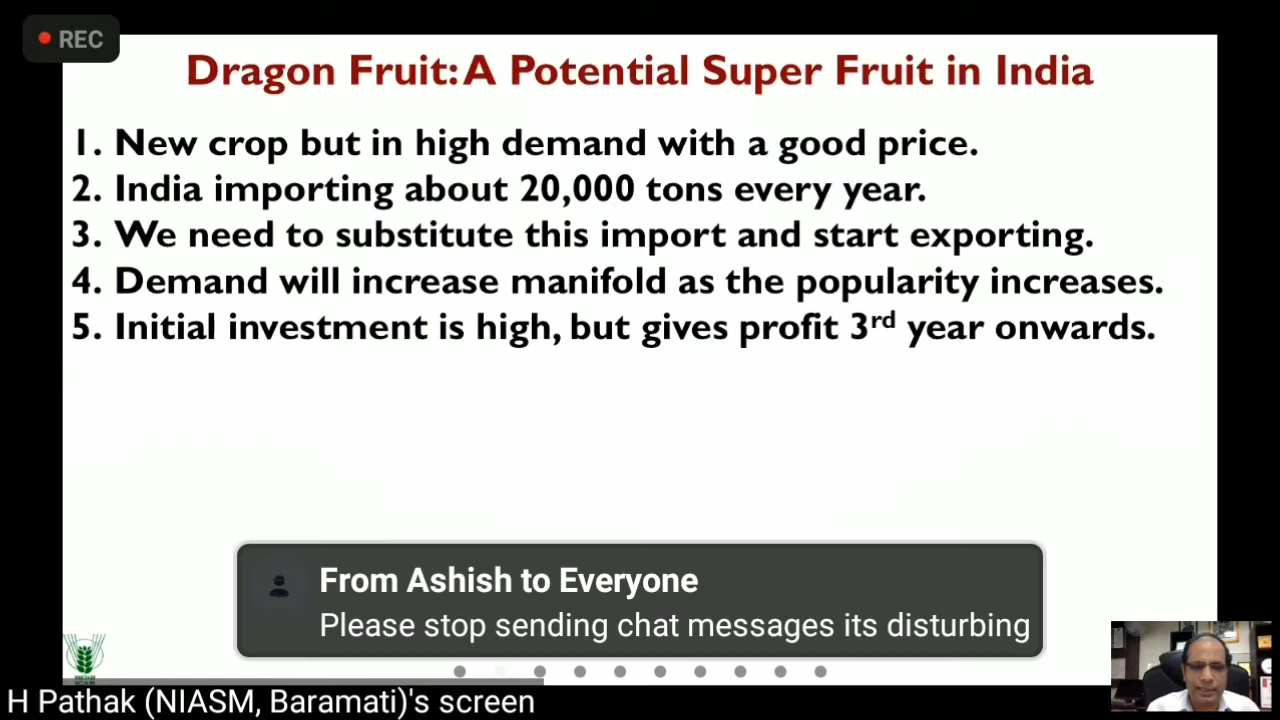 REC
Dragon Fruit: A Potential Super Fruit in India
1. New crop but in high demand with a good price.
2. India importing about 20,000 tons every year.
3. We need to substitute this import and start exporting.
4. Demand will increase manifold as the popularity increases.
5. Initial investment is high, but gives profit 3rd year onwards.
From Ashish to Everyone
Please stop sending chat messages its disturbing
H Pathak (NIASM, Baramati)'s screen